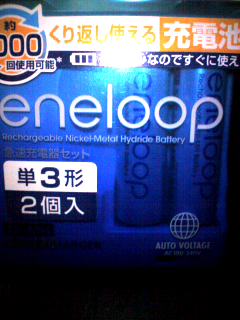 約
000
回使用可能
くり返し使える 充電池
なのですぐに使え
eneloop
Rechargeable Nickel-Metal Hydride Battery
急速充電器セット
単3形
2個入
AUTO VOLTAGE
AC100-240V